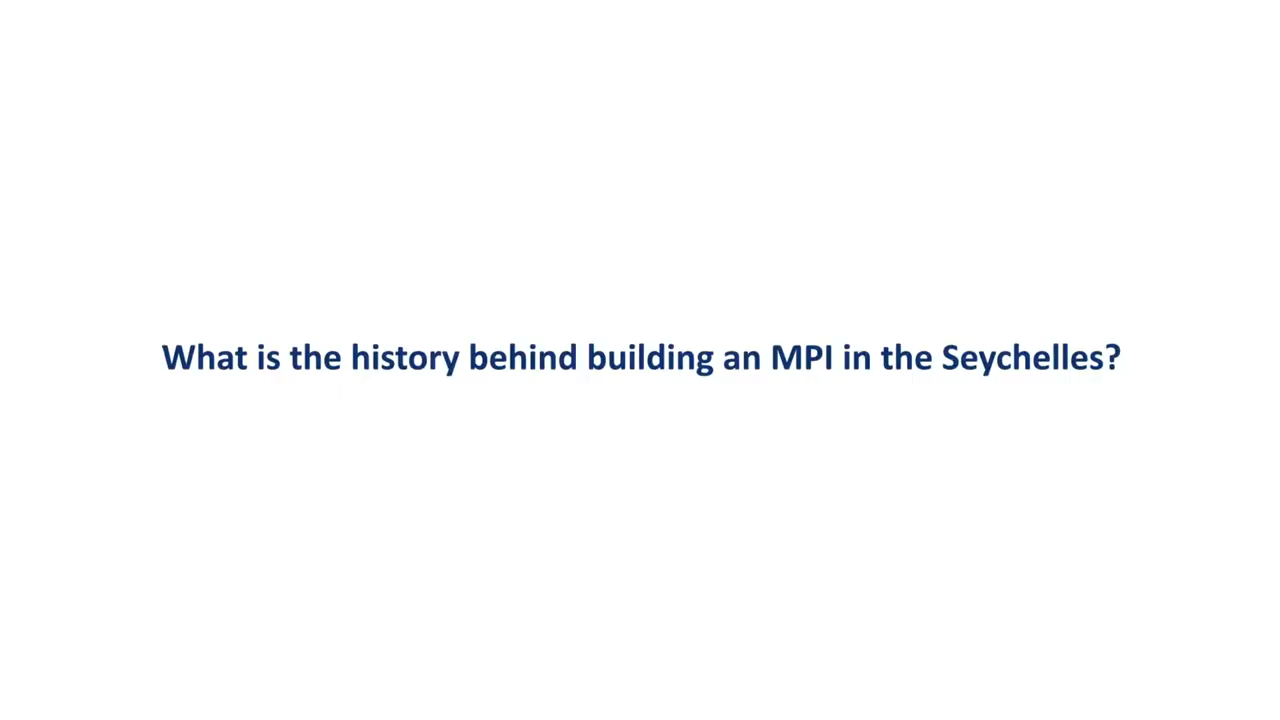 What is the history behind building an MPI in the Seychelles?